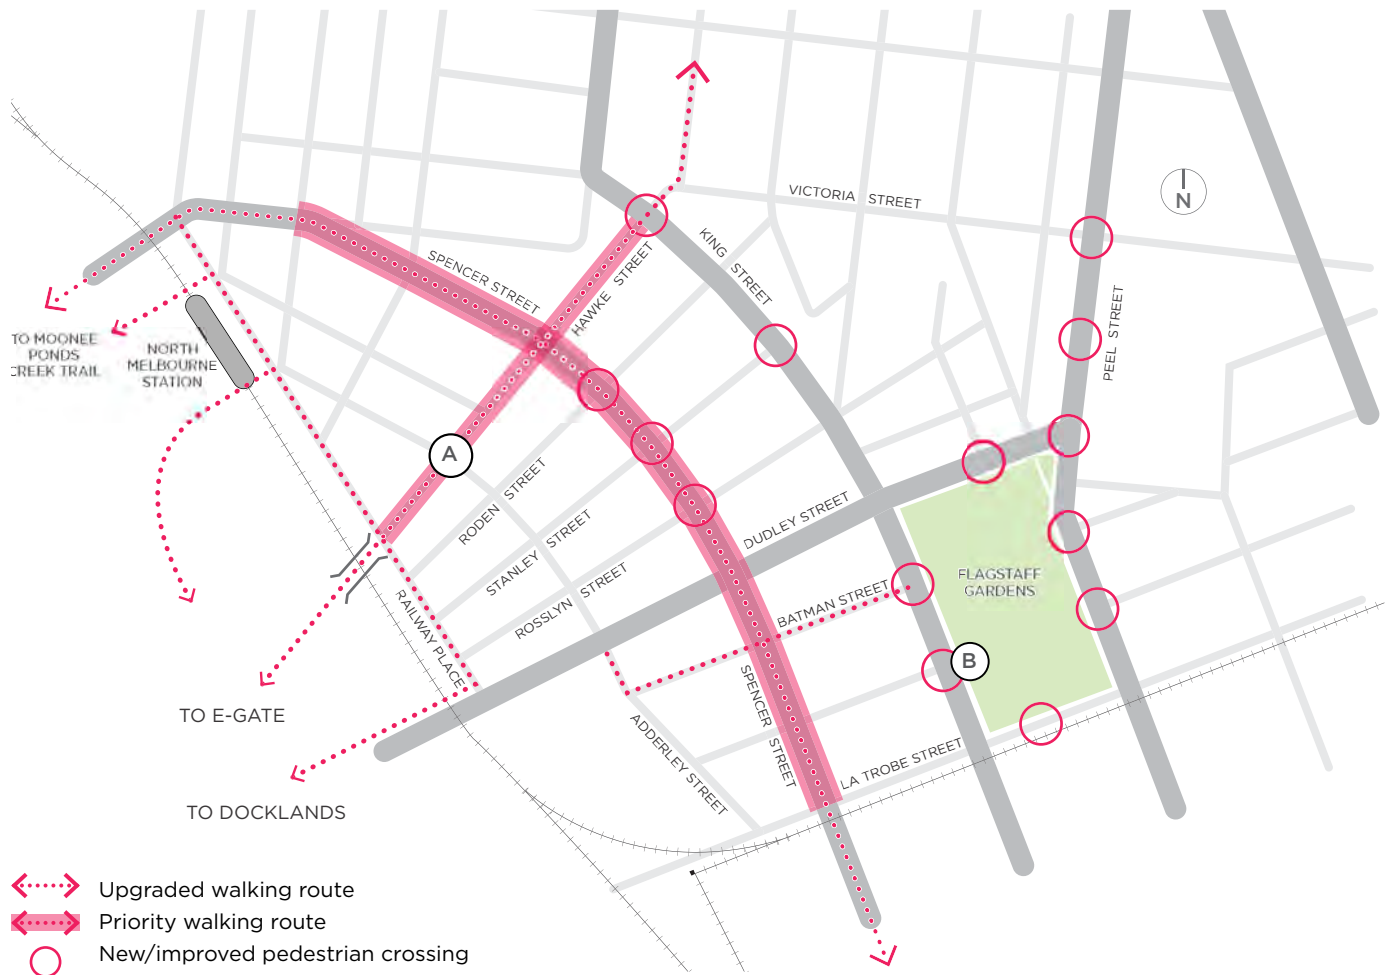 VICTORIA STREET
N
KING STREET
SPENCER STREET
HAWKE STREET
PEEL STREET
TO MOONEE
PONDS
CREEK TRAIL
NORTH
MELBOURNE
STATION
A
RODEN STREET
STANLEY STREET
ROSSLYN STREET
DUDLEY STREET
FLAGSTAFF
GARDENS
BATMAN STREET
RAILWAY PLACE
B
SPENCER STREET
TO E-GATE
ADDERLEY STREET
LA TROBE STREET
TO DOCKLANDS
Upgraded walking route
Priority walking route
New/improved pedestrian crossing